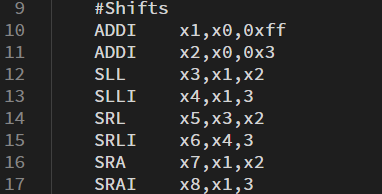 9 #Shifts
10 ADDI x1,x0,0xff
11 ADDI x2,x0,0x3
12 SLL x3,x1,x2
13 SLLI x4,x1,3
14 SRL x5,x3,x2
15 SRLI x6,x4,3
16 SRA x7,x1,x2
17 SRAI x8,x1,3